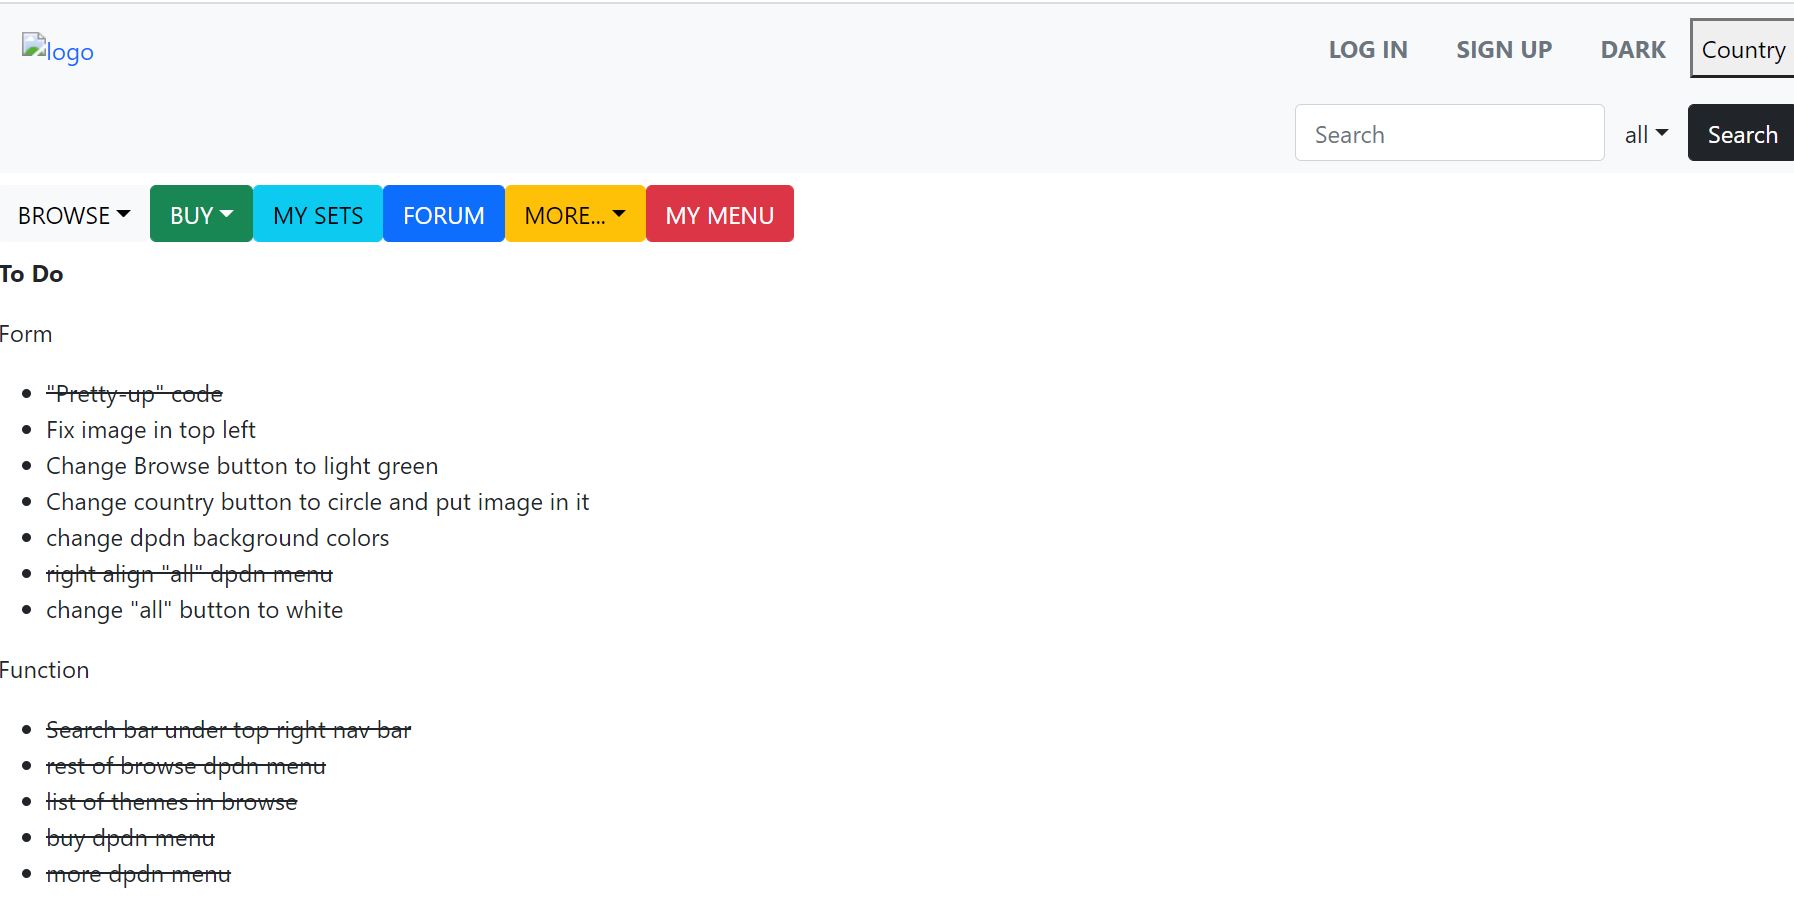 logo
LOG IN SIGN UP DARK Country
Search all Search
BROWSE BUY MY SETS FORUM MORE... MY MENU
To Do
Form
"Pretty-up" code
Fix image in top left
Change Browse button to light green
Change country button to circle and put image in it
change dpdn background colors
right align "all" dpdn menu
change "all" button to white
Function
Search bar under top right nav bar
rest of browse dpdn menu
list of themes in browse
buy dpdn menu
more dpdn menu